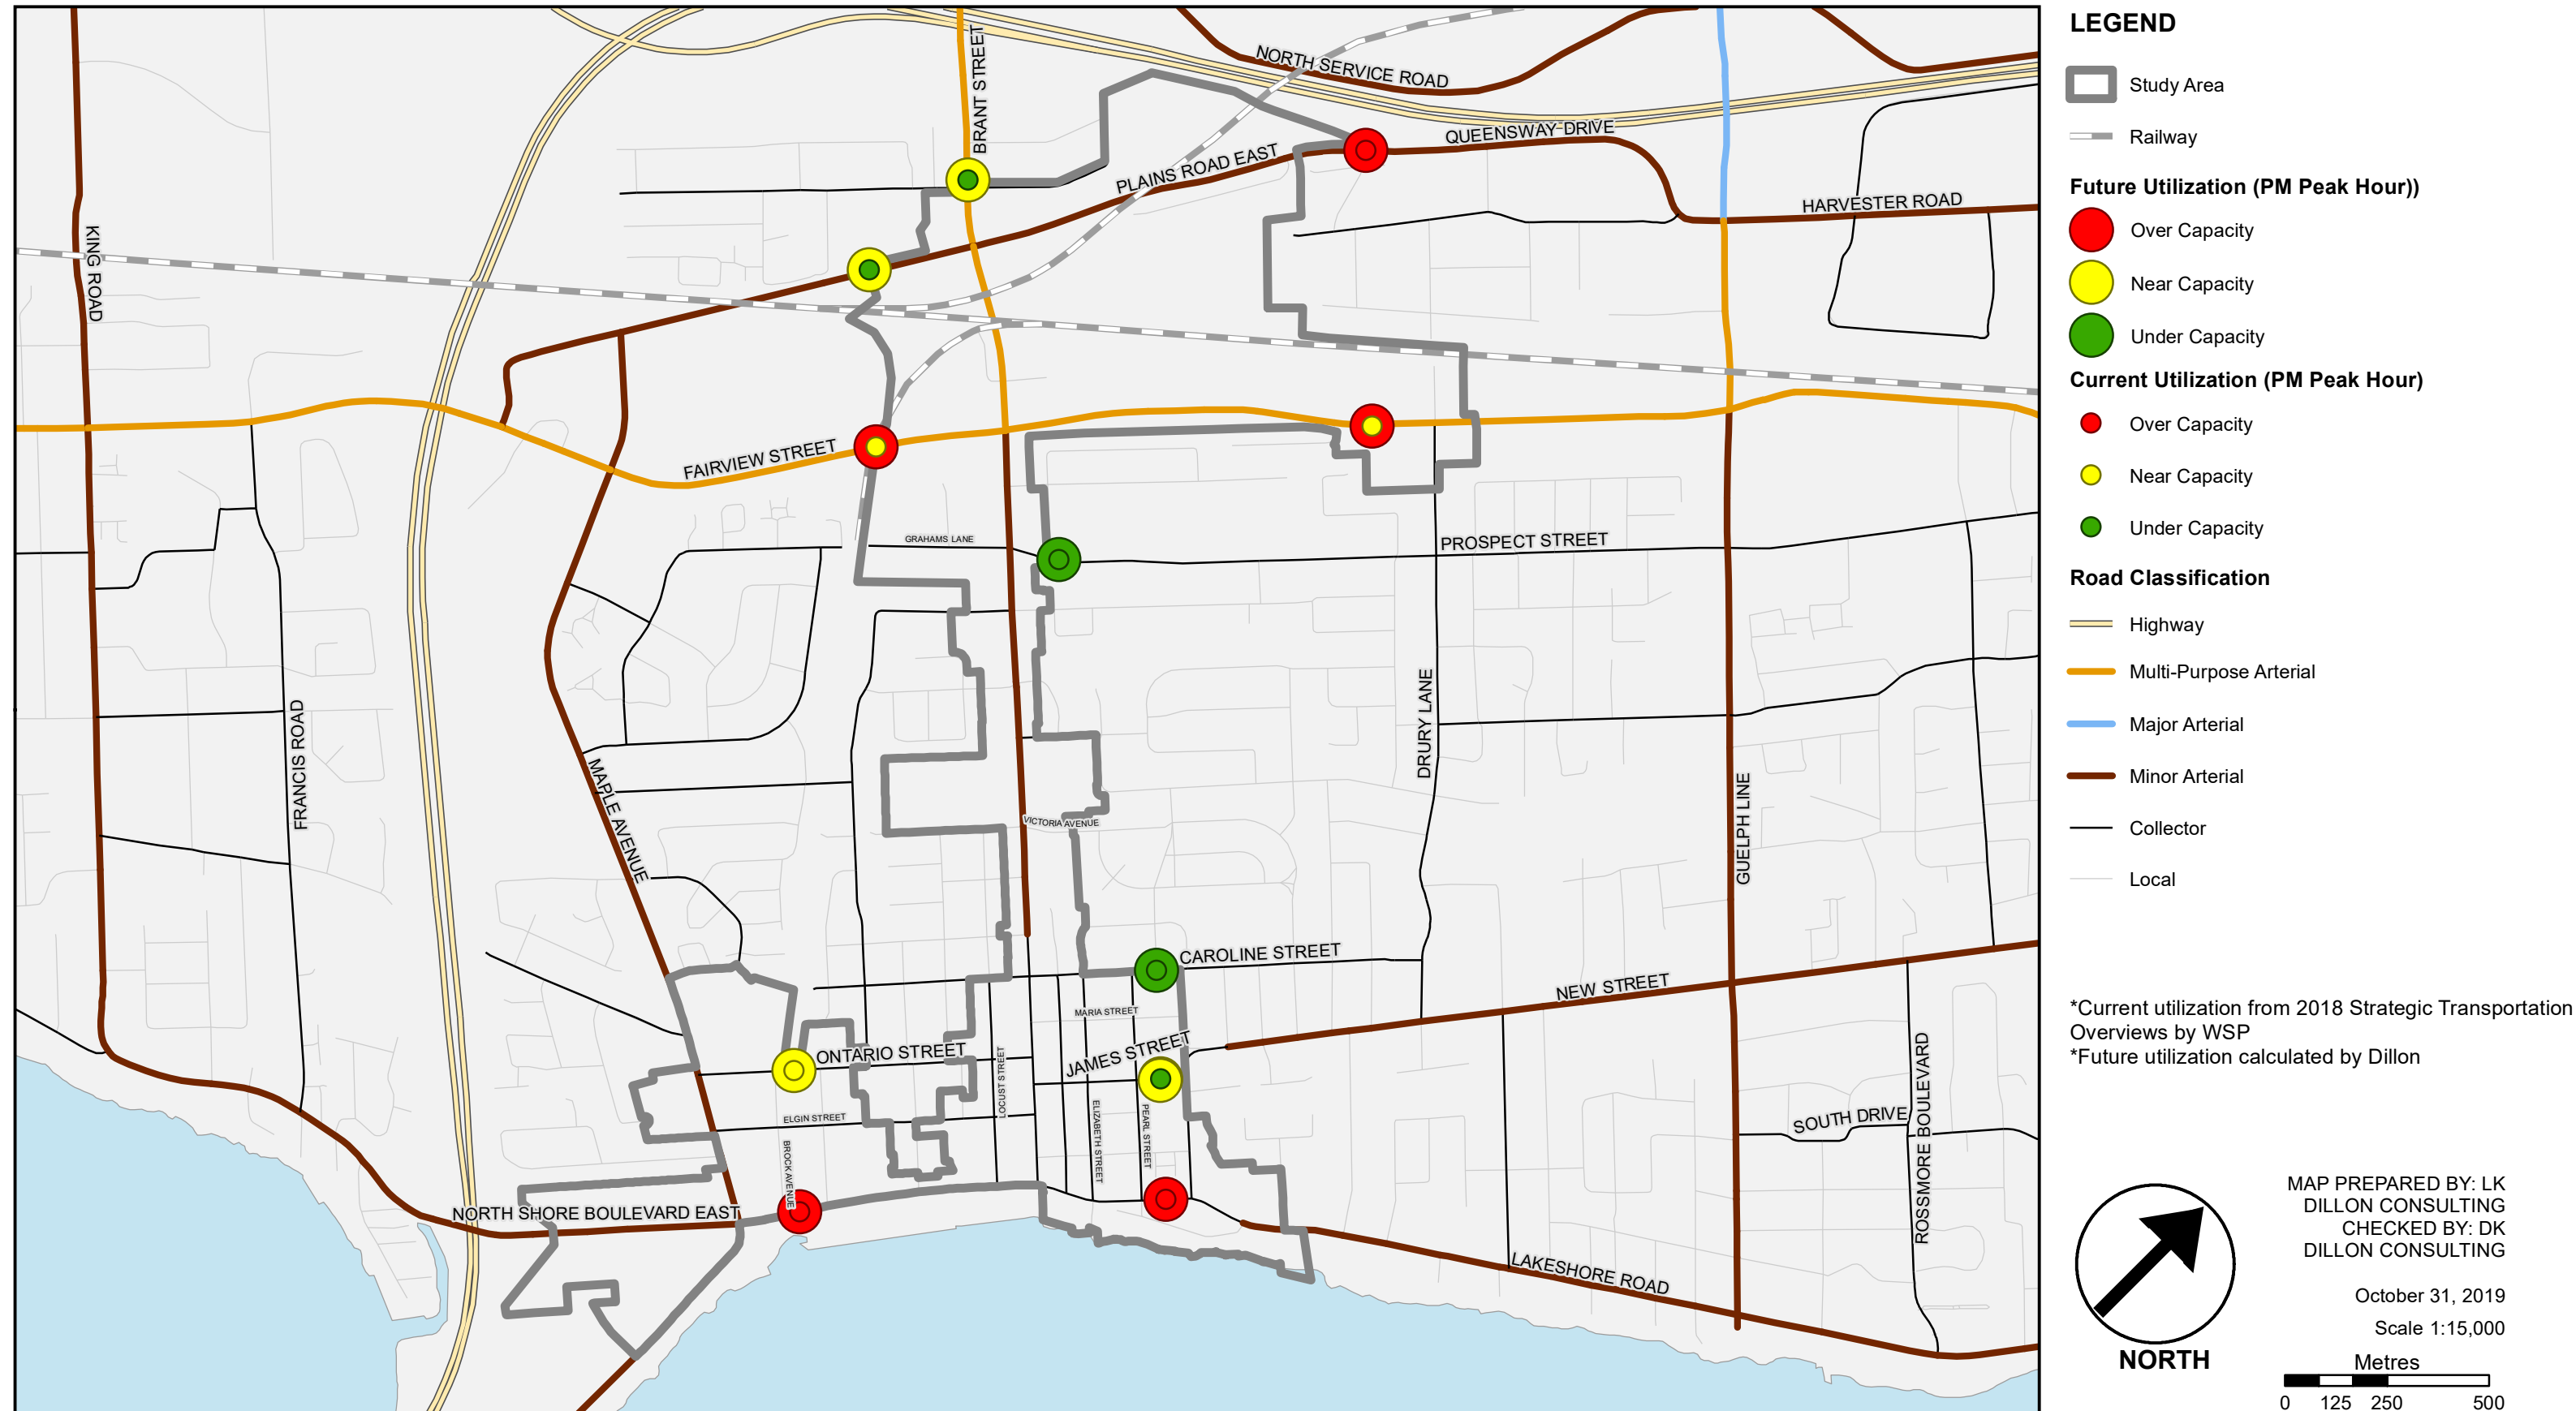 BRANT STREET
NORTH SERVICE ROAD
QUEENSWAY DRIVE
PLAINS ROAD EAST
HARVESTER ROAD
KING ROAD
FAIRVIEW STREET
GRAHAMS LANE
PROSPECT STREET
FRANCIS ROAD
MAPLE AVENUE
DRURY LANE
GUELPH LINE
VICTORIA AVENUE
CAROLINE STREET
NEW STREET
MARIA STREET
JAMES STREET
ONTARIO STREET
LOCUST STREET
ELIZABETH STREET
PEARL STREET
ELGIN STREET
BROCK AVENUE
SOUTH DRIVE
ROSSMORE BOULEVARD
NORTH SHORE BOULEVARD EAST
LAKESHORE ROAD
LEGEND
Study Area
Railway
Future Utilization (PM Peak Hour))
Over Capacity
Near Capacity
Under Capacity
Current Utilization (PM Peak Hour)
Over Capacity
Near Capacity
Under Capacity
Road Classification
Highway
Multi-Purpose Arterial
Major Arterial
Minor Arterial
Collector
Local
*Current utilization from 2018 Strategic Transportation
Overviews by WSP
*Future utilization calculated by Dillon
MAP PREPARED BY: LK
DILLON CONSULTING
CHECKED BY: DK
DILLON CONSULTING
October 31, 2019
Scale 1:15,000
NORTH
Metres
0 125 250 500